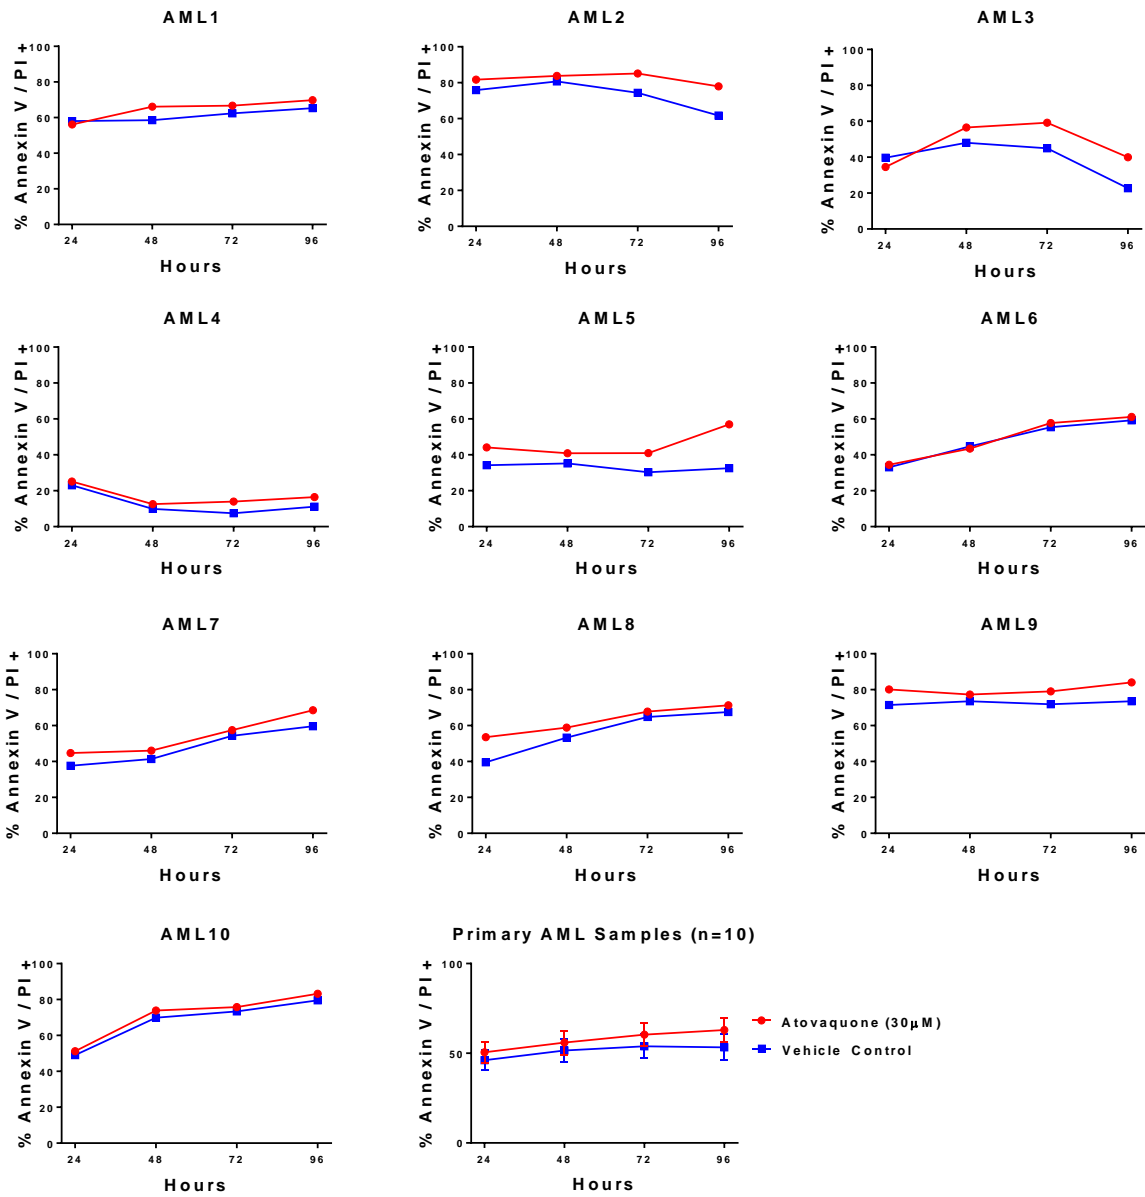 AML1
% Annexin V / PI +
100
80
60
40
20
0
24 48 72 96
Hours
AML2
% Annexin V / PI +
100
80
60
40
20
0
24 48 72 96
Hours
AML3
% Annexin V / PI +
100
80
60
40
20
0
24 48 72 96
Hours
AML4
% Annexin V / PI +
100
80
60
40
20
0
24 48 72 96
Hours
AML5
% Annexin V / PI +
100
80
60
40
20
0
24 48 72 96
Hours
AML6
% Annexin V / PI +
100
80
60
40
20
0
24 48 72 96
Hours
AML7
% Annexin V / PI +
100
80
60
40
20
0
24 48 72 96
Hours
AML8
% Annexin V / PI +
100
80
60
40
20
0
24 48 72 96
Hours
AML9
% Annexin V / PI +
100
80
60
40
20
0
24 48 72 96
Hours
AML10
% Annexin V / PI +
100
80
60
40
20
0
24 48 72 96
Hours
Primary AML Samples (n=10)
% Annexin V / PI +
100
50
0
24 48 72 96
Hours
Atovaquone (30μM)
Vehicle Control